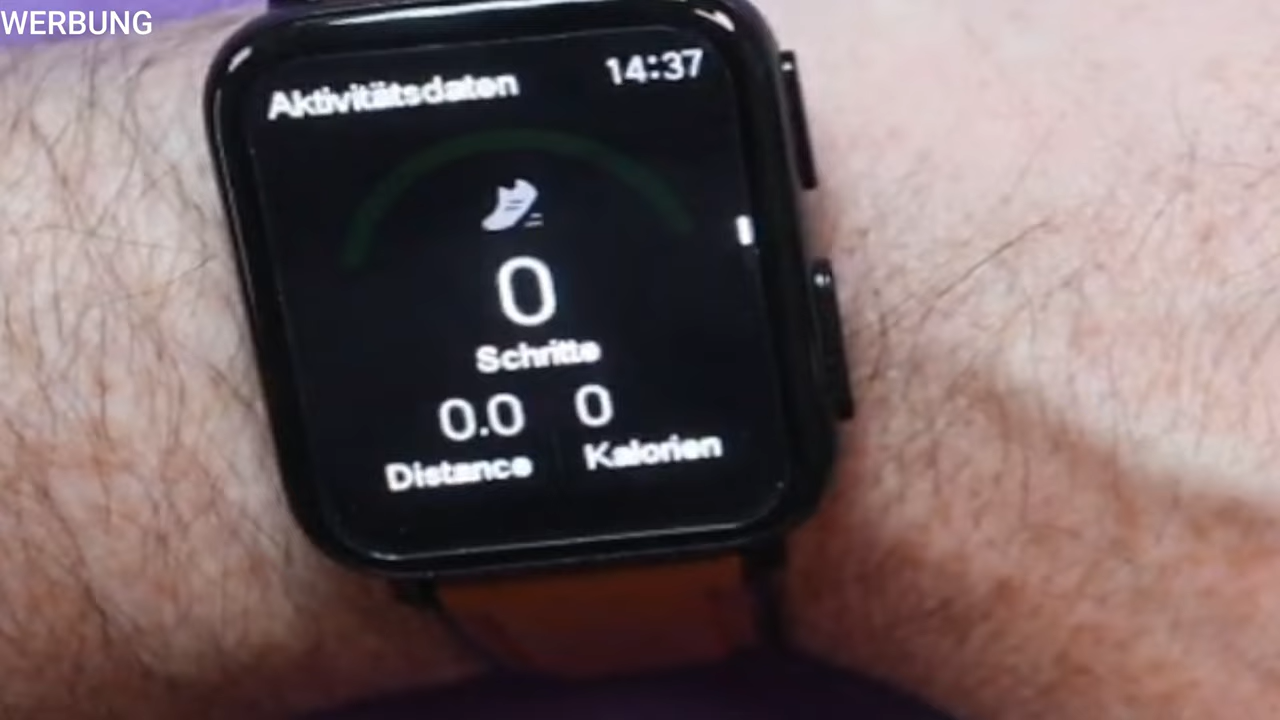 WERBUNG
Aktivitätsdaten 14:37
0
Schritte
0.0 0
Distance Kalorien